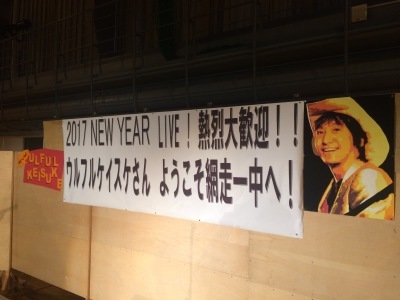 2017 NEW YEAR LIVE! 熱烈大歓迎!!
ウルフルケイスケさん ようこそ網走一中へ!
ULFUL
KEISUKE